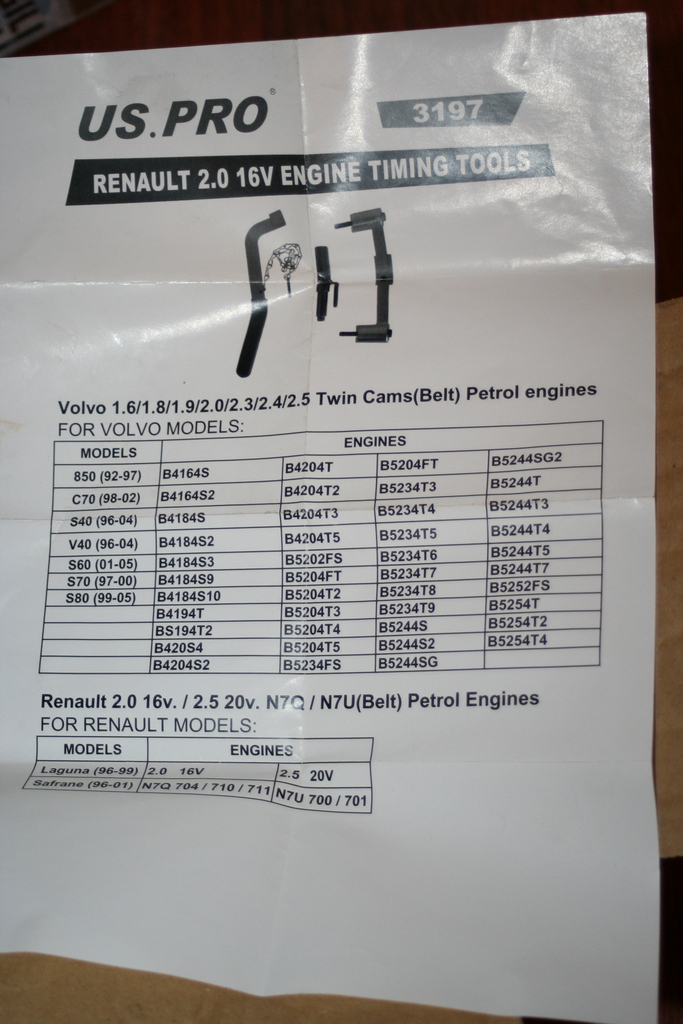 US.PRO®
3197
RENAULT 2.0 16V ENGINE TIMING TOOLS
Volvo 1.6/1.8/1.9/2.0/2.3/2.4/2.5 Twin Cams(Belt) Petrol engines
FOR VOLVO MODELS:
MODELS ENGINES
850 (92-97) B4164S B4204T B5204FT B5244SG2
C70 (98-02) B4164S2 B4204T2 B5234T3 B5244T
S40 (96-04) B4184S B4204T3 B5234T4 B5244T3
V40 (96-04) B4184S2 B4204T5 B5234T5 B5244T4
S60 (01-05) B4184S3 B5202FS B5234T6 B5244T5
S70 (97-00) B4184S9 B5204FT B5234T7 B5244T7
S80 (99-05) B4184S10 B5204T2 B5234T8 B5252FS
B4194T B5204T3 B5234T9 B5254T
BS194T2 B5204T4 B5244S B5254T2
B420S4 B5204T5 B5244S2 B5254T4
B4204S2 B5234FS B5244SG
Renault 2.0 16v. / 2.5 20v. N7Q / N7U(Belt) Petrol Engines
FOR RENAULT MODELS:
MODELS ENGINES
Laguna (96-99) 2.0 16V 2.5 20V
Safrane (96-01) N7Q 704 / 710 / 711 N7U 700 / 701